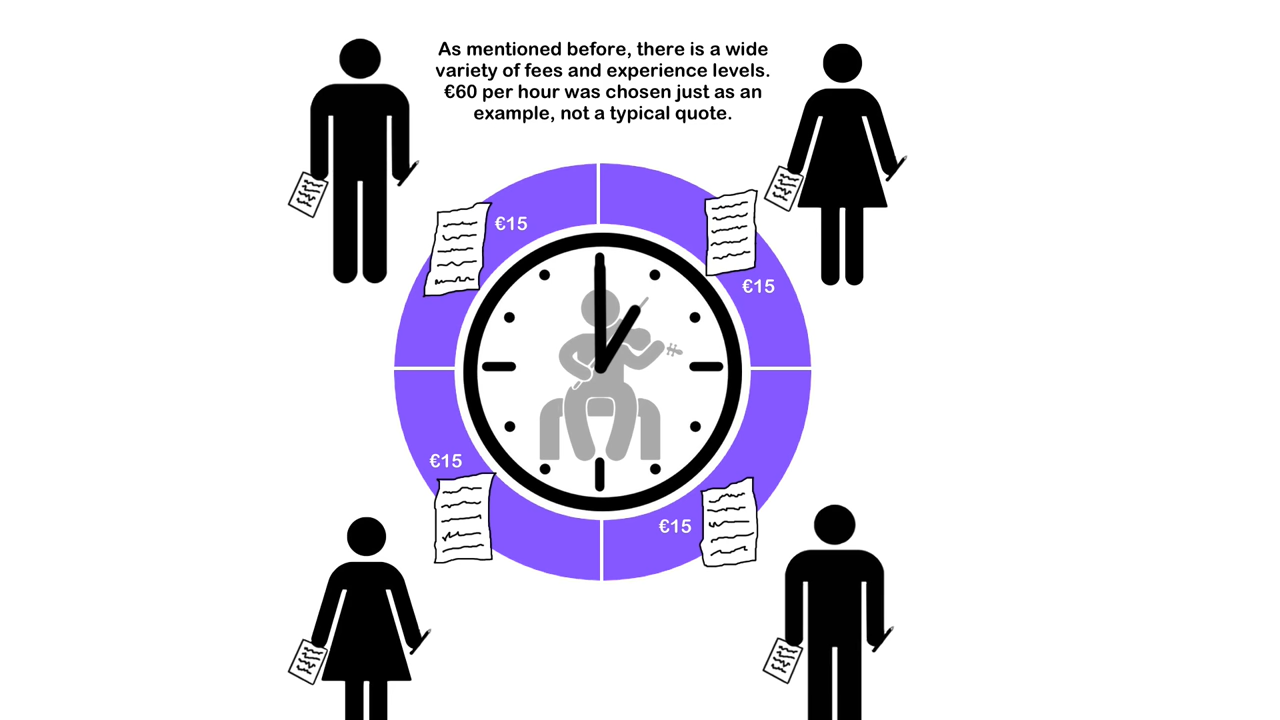 As mentioned before, there is a wide
variety of fees and experience levels.
€60 per hour was chosen just as an
example, not a typical quote.
€15
€15
€15
€15